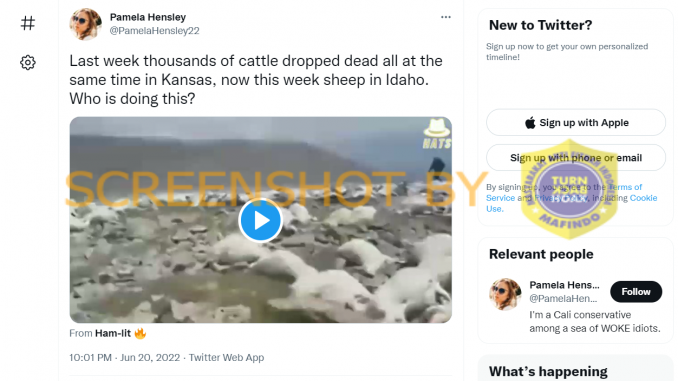 Pamela Hensley
@PamelaHensley22
Last week thousands of cattle dropped dead all at the
same time in Kansas, now this week sheep in Idaho.
Who is doing this?
HATS
SCREENSHOT BY
From Ham-lit 🔥
10:01 PM · Jun 20, 2022 · Twitter Web App
New to Twitter?
Sign up now to get your own personalized
timeline!
Sign up with Apple
Sign up with phone or email
By signing up, you agree to the Terms of
Service and Privacy Policy, including Cookie
Use.
TURN
BACK
HOAX
MAFINDO
Relevant people
Pamela Hens...
@PamelaHen...
Follow
I'm a Cali conservative
among a sea of WOKE idiots.
What's happening